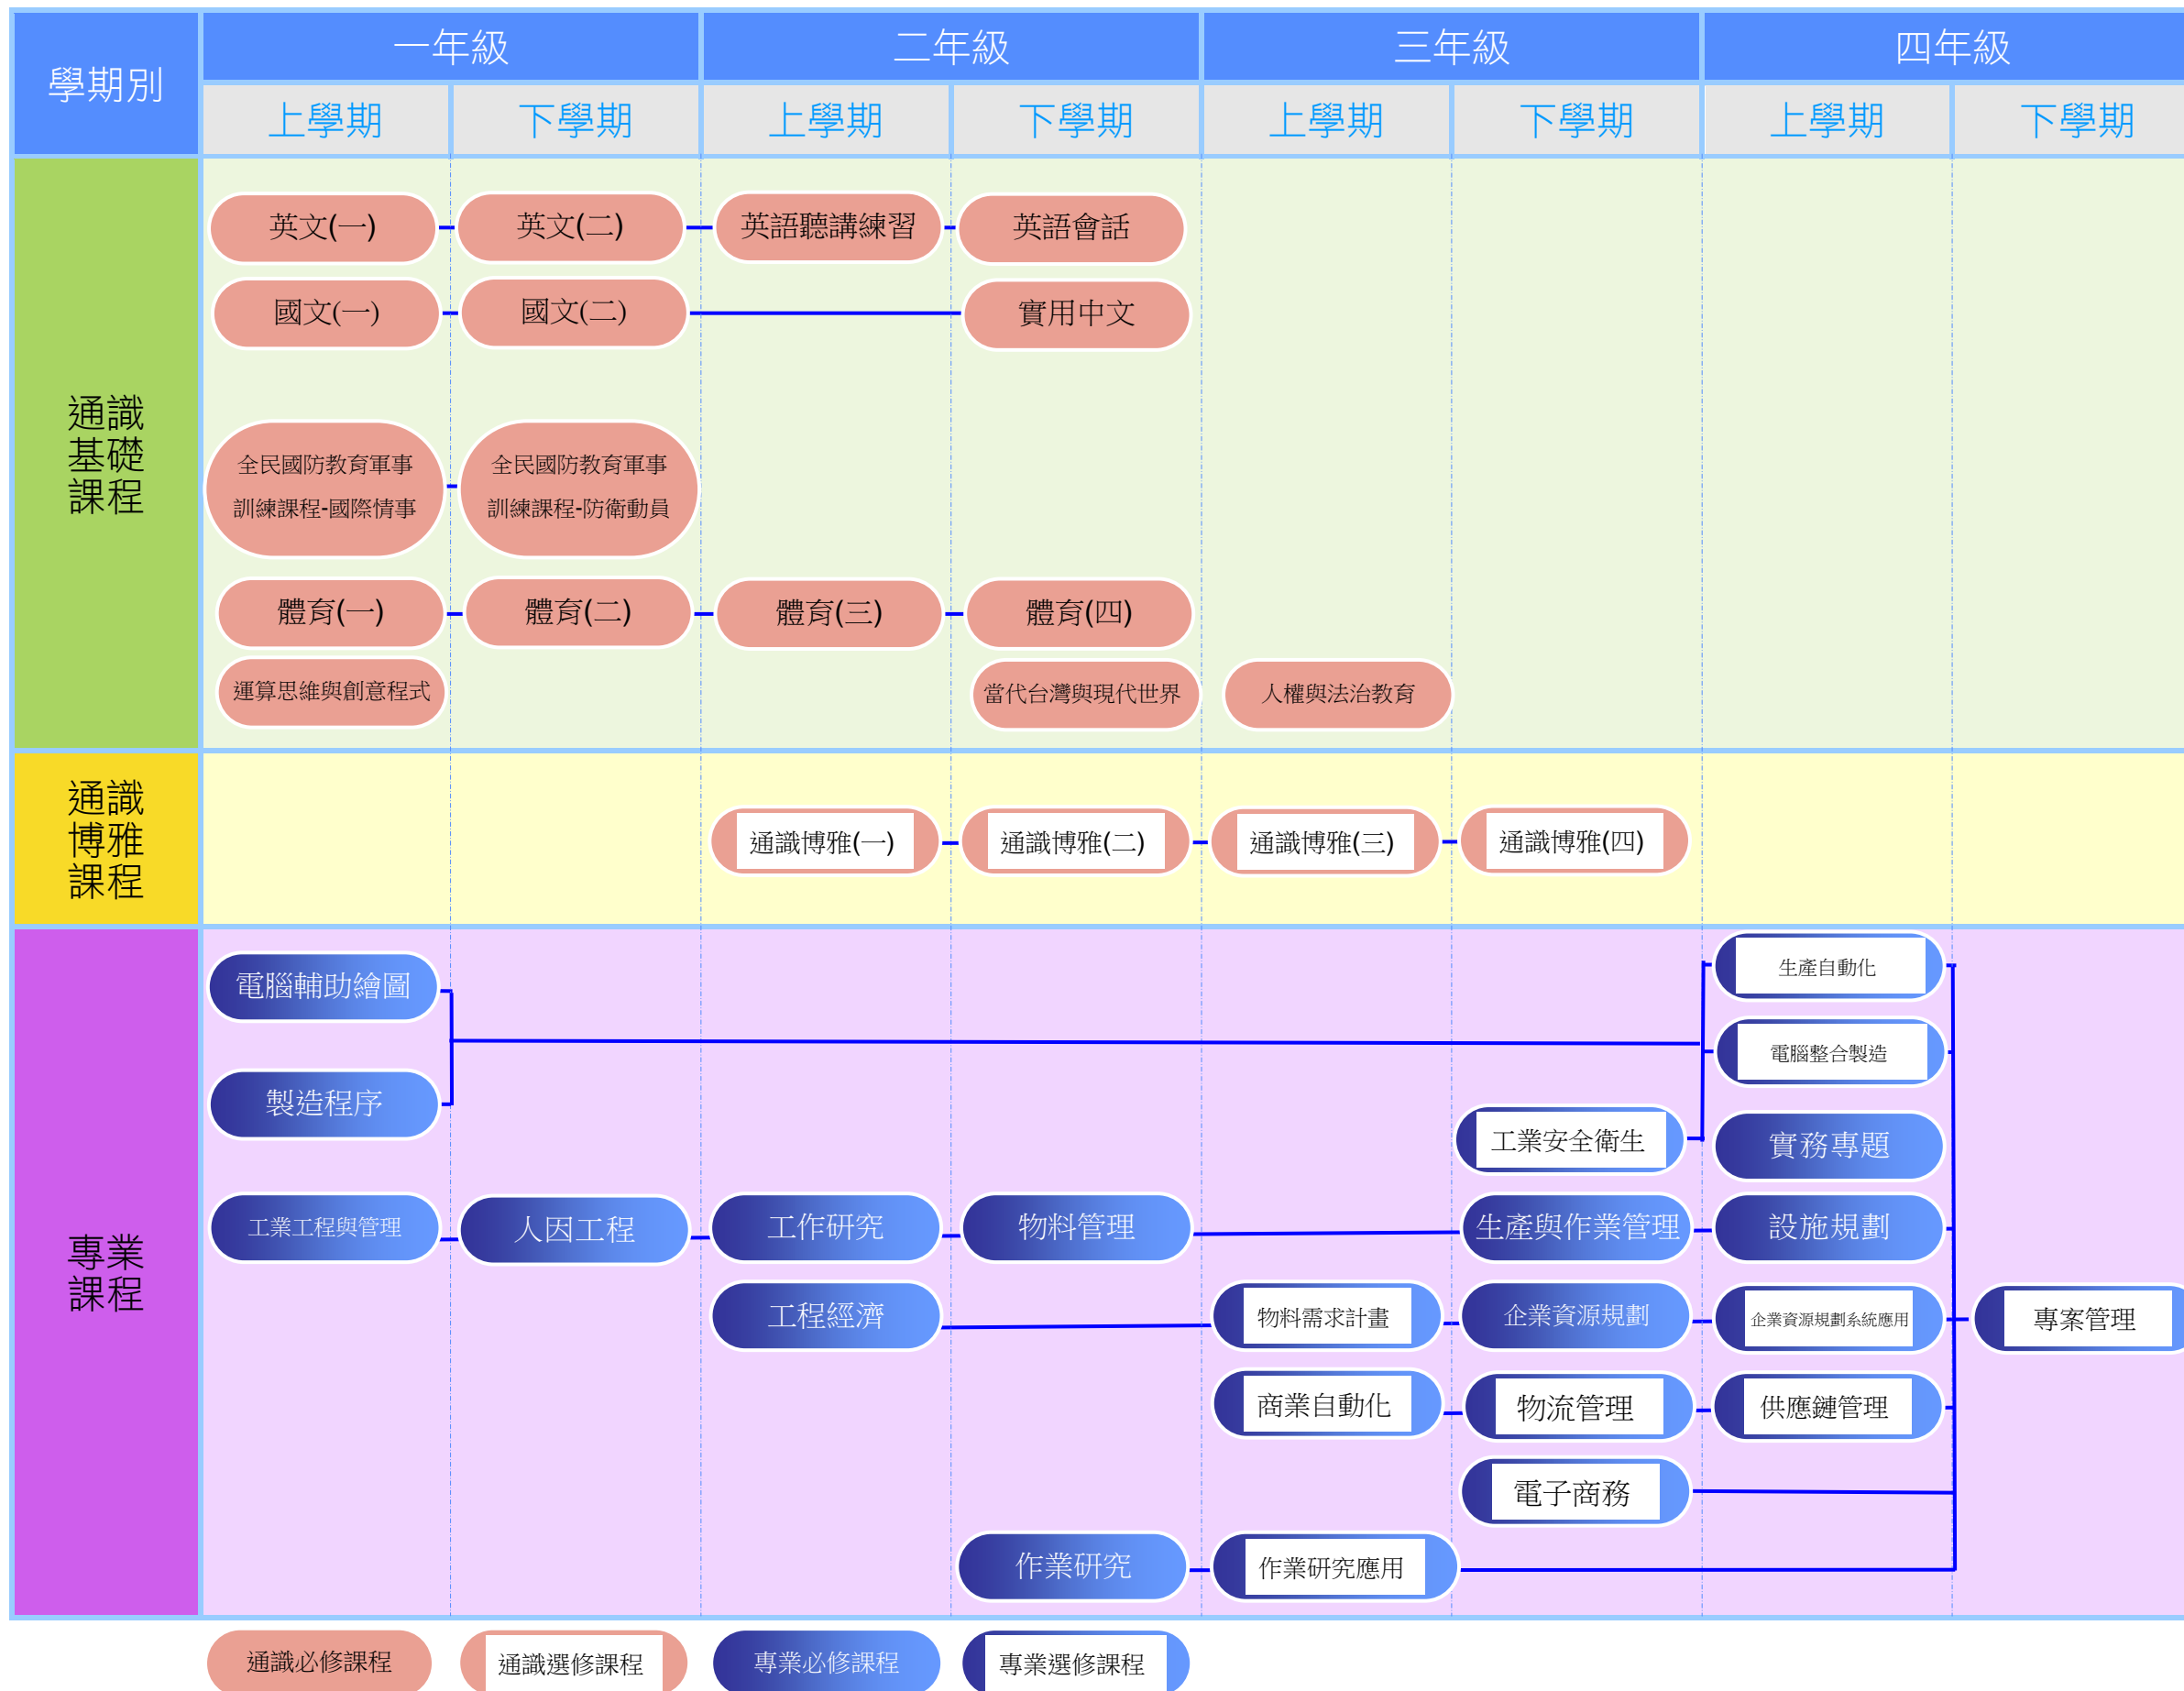 學期別
一年級
二年級
三年級
四年級
上學期
下學期
上學期
下學期
上學期
下學期
上學期
下學期
通識
基礎
課程
英文(一)
英文(二)
英語聽講練習
英語會話
國文(一)
國文(二)
實用中文
全民國防教育軍事
訓練課程-國際情事
全民國防教育軍事
訓練課程-防衛動員
體育(一)
體育(二)
體育(三)
體育(四)
運算思維與創意程式
當代台灣與現代世界
人權與法治教育
通識
博雅
課程
通識博雅(一)
通識博雅(二)
通識博雅(三)
通識博雅(四)
專業
課程
電腦輔助繪圖
生產自動化
電腦整合製造
製造程序
工業安全衛生
實務專題
工業工程與管理
人因工程
工作研究
物料管理
生產與作業管理
設施規劃
工程經濟
物料需求計畫
企業資源規劃
企業資源規劃系統應用
專案管理
商業自動化
物流管理
供應鏈管理
電子商務
作業研究
作業研究應用
通識必修課程
通識選修課程
專業必修課程
專業選修課程